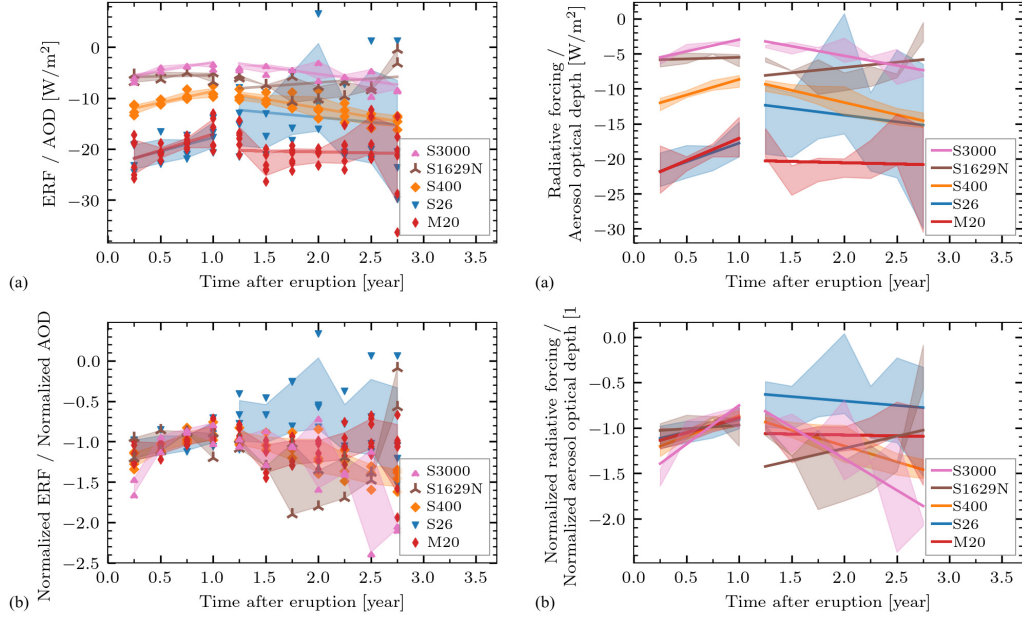 ERF / AOD [W/m²]
0
−10
−20
−30
S3000
S1629N
S400
S26
M20
0.0 0.5 1.0 1.5 2.0 2.5 3.0 3.5
Time after eruption [year]
(a)
Radiative forcing /
Aerosol optical depth [W/m²]
0
−5
−10
−15
−20
−25
−30
S3000
S1629N
S400
S26
M20
0.0 0.5 1.0 1.5 2.0 2.5 3.0 3.5
Time after eruption [year]
(a)
Normalized ERF / Normalized AOD
0.0
−0.5
−1.0
−1.5
−2.0
−2.5
S3000
S1629N
S400
S26
M20
0.0 0.5 1.0 1.5 2.0 2.5 3.0 3.5
Time after eruption [year]
(b)
Normalized radiative forcing /
Normalized aerosol optical depth [1
0.0
−0.5
−1.0
−1.5
−2.0
S3000
S1629N
S400
S26
M20
0.0 0.5 1.0 1.5 2.0 2.5 3.0 3.5
Time after eruption [year]
(b)